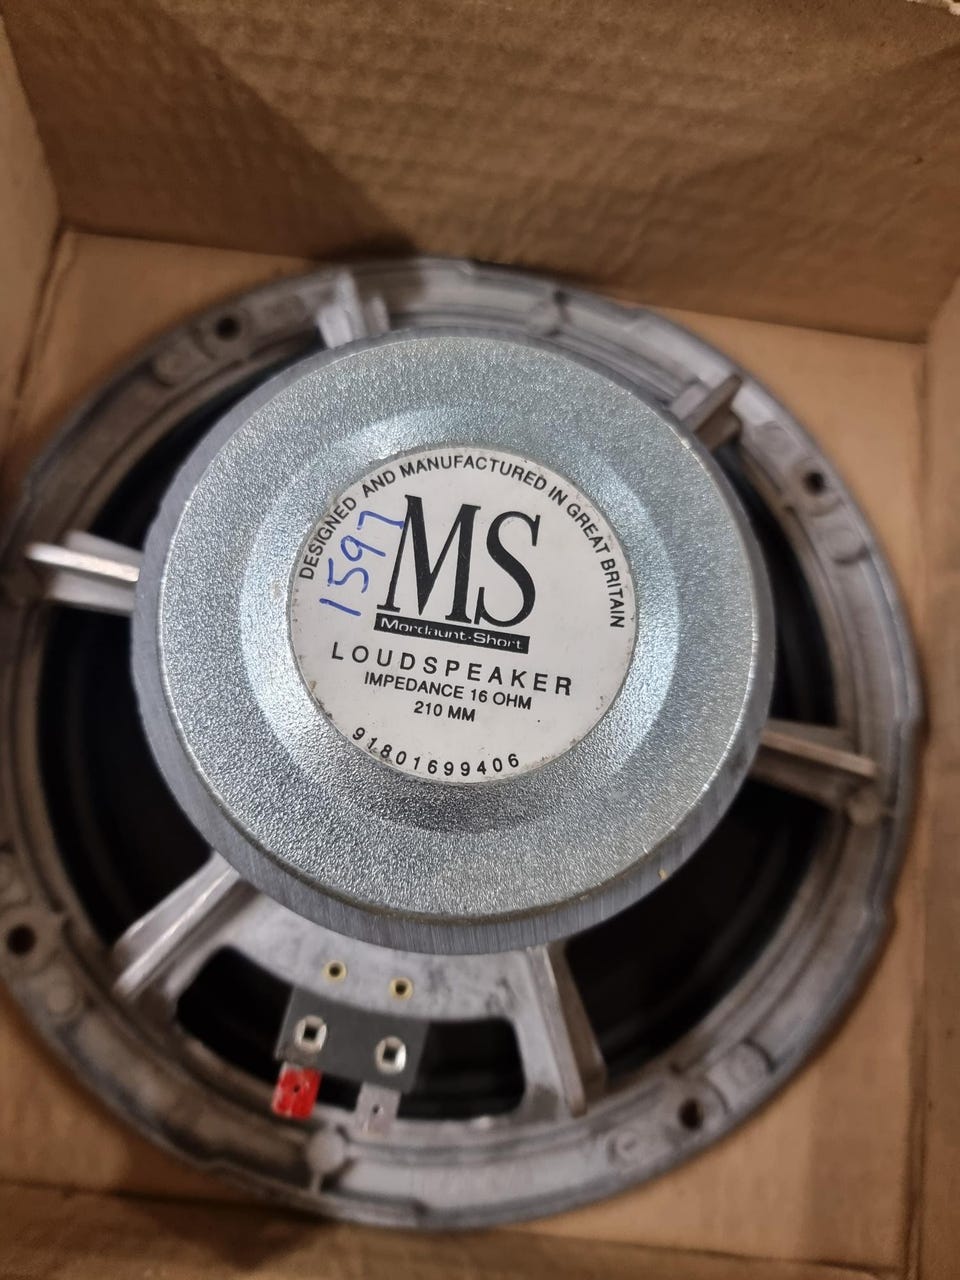 DESIGNED AND MANUFACTURED IN GREAT BRITAIN
1597
MS
Mordaunt-Short
LOUDSPEAKER
IMPEDANCE 16 OHM
210 MM
91801699406